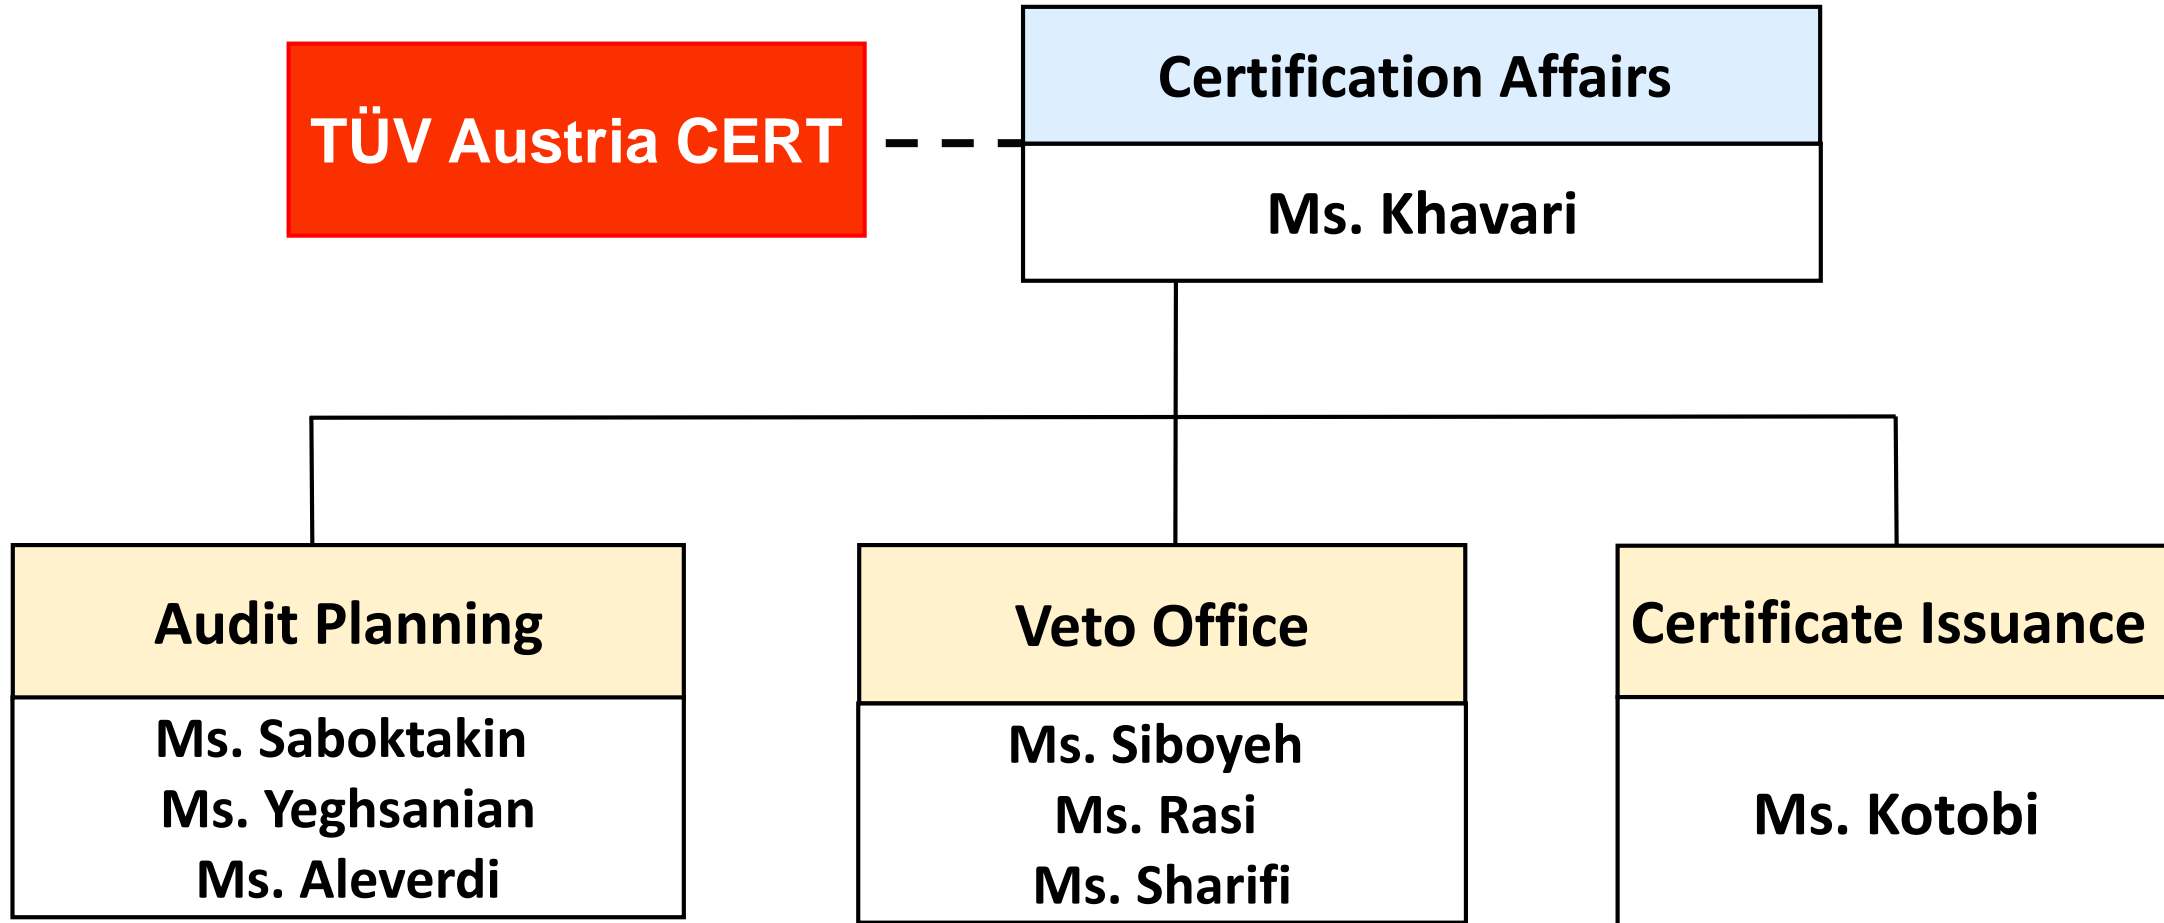 TÜV Austria CERT
Certification Affairs
Ms. Khavari
Audit Planning
Ms. Saboktakin
Ms. Yeghsanian
Ms. Aleverdi
Veto Office
Ms. Siboyeh
Ms. Rasi
Ms. Sharifi
Certificate Issuance
Ms. Kotobi